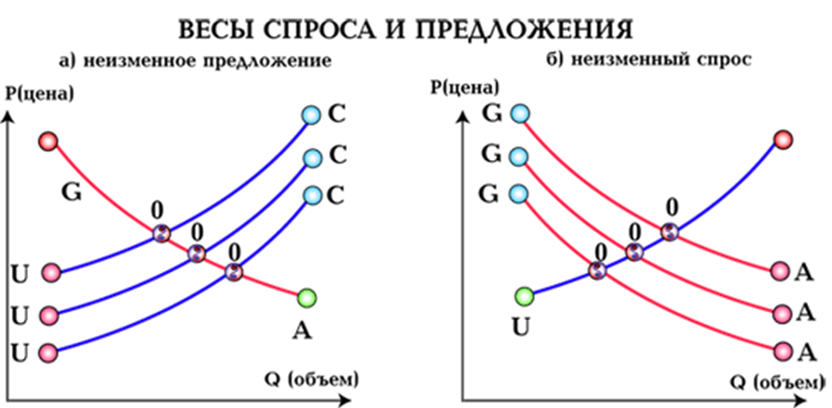 ВЕСЫ СПРОСА И ПРЕДЛОЖЕНИЯ
а) неизменное предложение
P(цена)
G
C
C
C
0
0
0
U
U
U
A
Q (объем)
б) неизменный спрос
P(цена)
G
G
G
0
0
0
U
A
A
A
Q (объем)